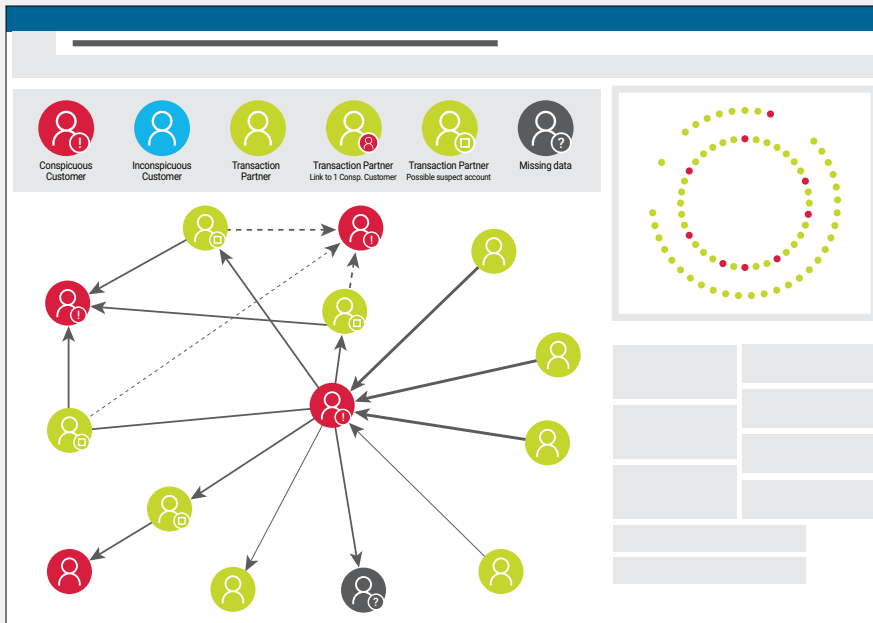 Conspicuous
Customer
Inconspicuous
Customer
Transaction
Partner
Transaction Partner
Link to 1 Consp. Customer
Transaction Partner
Possible suspect account
Missing data